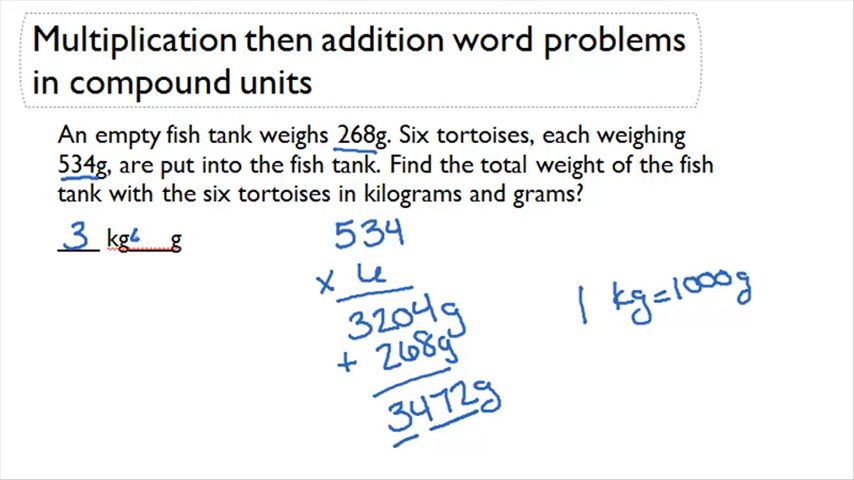 Multiplication then addition word problems
in compound units
An empty fish tank weighs 268g. Six tortoises, each weighing
534g, are put into the fish tank. Find the total weight of the fish
tank with the six tortoises in kilograms and grams?
3 kg g
534
x 6
3204g
+ 268g
3472g
1 kg=1000g